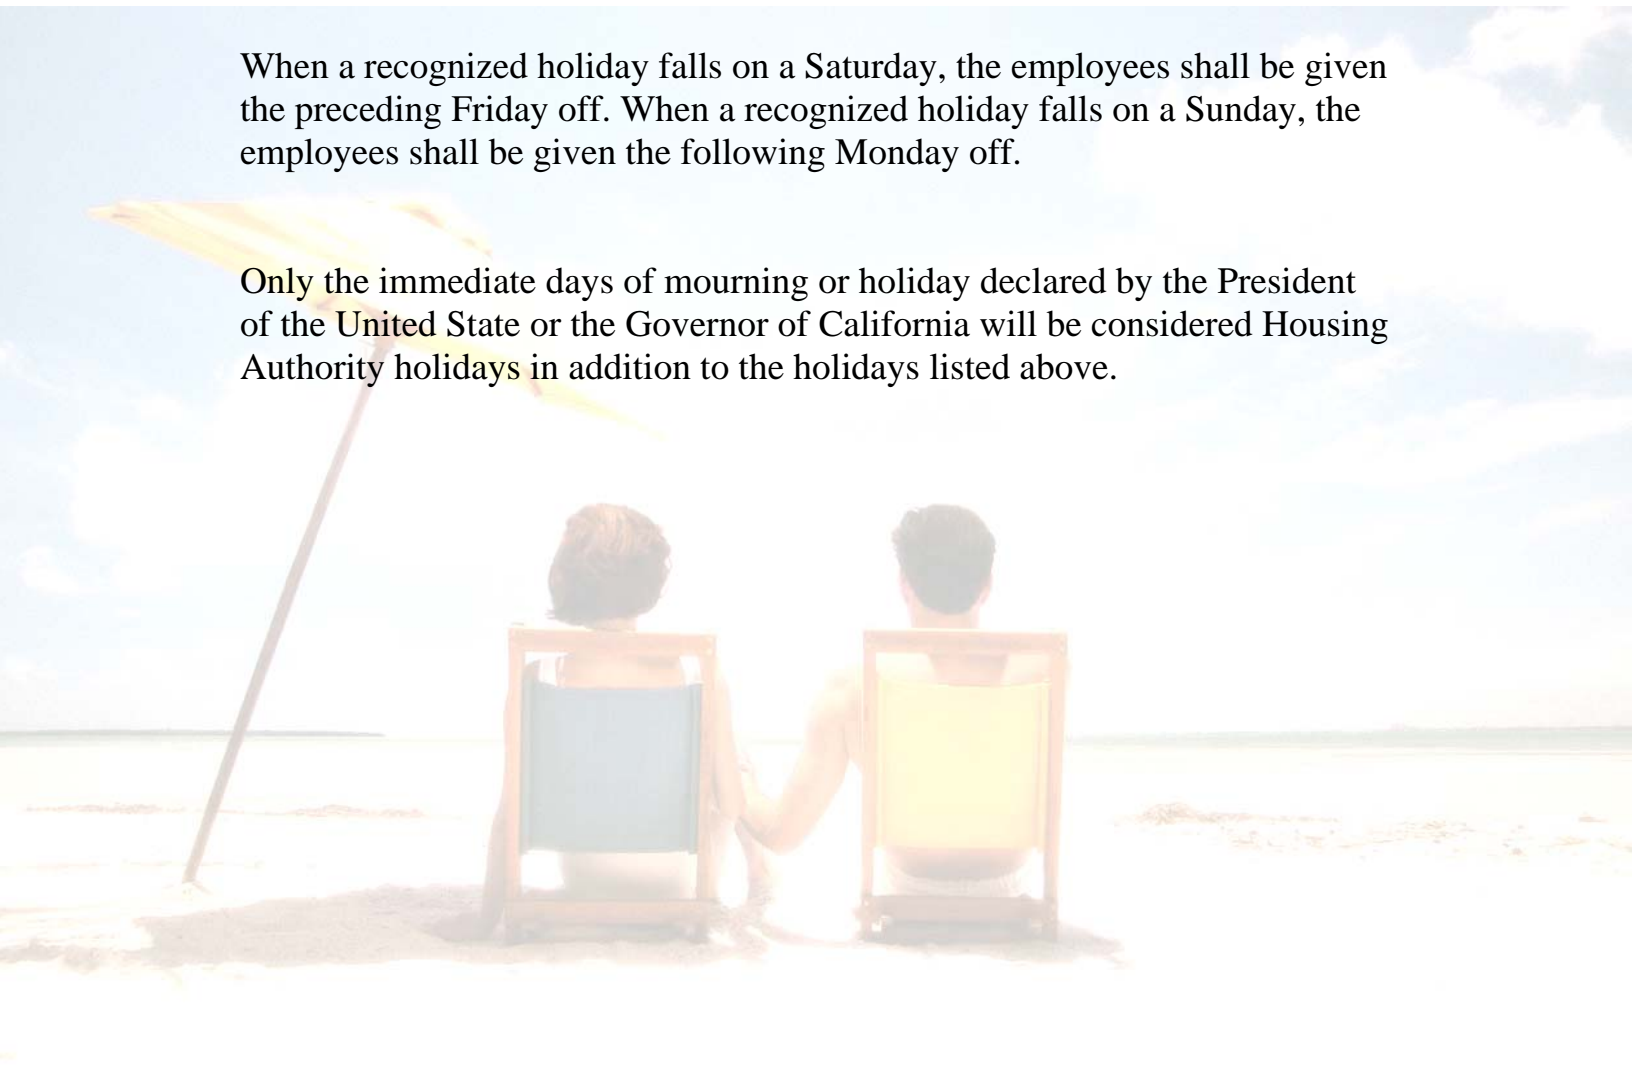 When a recognized holiday falls on a Saturday, the employees shall be given
the preceding Friday off. When a recognized holiday falls on a Sunday, the
employees shall be given the following Monday off.
Only the immediate days of mourning or holiday declared by the President
of the United State or the Governor of California will be considered Housing
Authority holidays in addition to the holidays listed above.